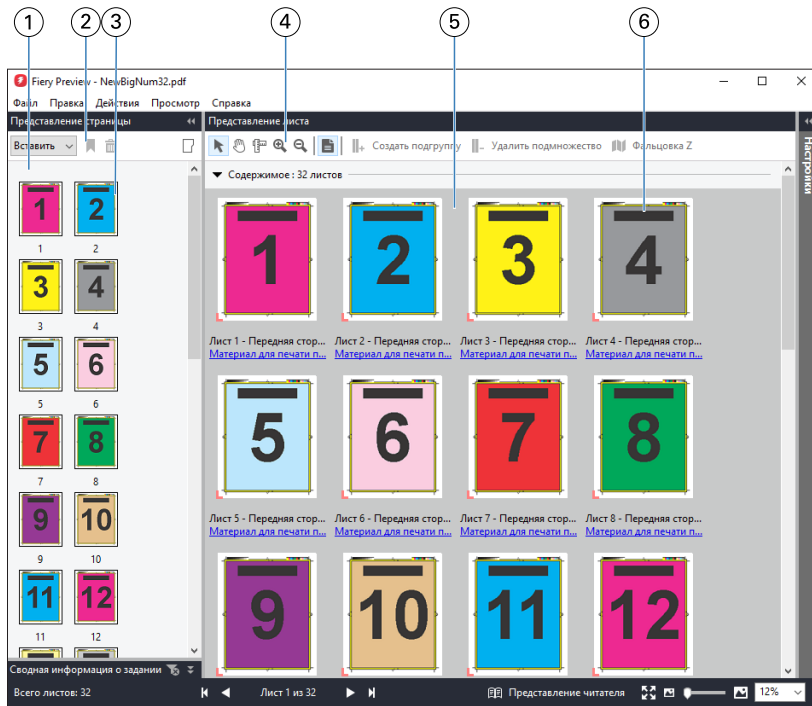 1 2 3 4 5 6
Fiery Preview - NewBigNum32.pdf
Файл Правка Действия Просмотр Справка
Представление страницы Представление листа
Вставить Создать подгруппу Удалить подмножество Фальцовка Z
Настройки
Содержимое : 32 листов
1 2
1 2
3 4
3 4
5 6
5 6
7 8
7 8
9 10
9 10
11 12
11 12
1 2 3 4
Лист 1 - Передняя стор... Лист 2 - Передняя стор... Лист 3 - Передняя стор... Лист 4 - Передняя стор...
Материал для печати п... Материал для печати п... Материал для печати п... Материал для печати п...
5 6 7 8
Лист 5 - Передняя стор... Лист 6 - Передняя стор... Лист 7 - Передняя стор... Лист 8 - Передняя стор...
Материал для печати п... Материал для печати п... Материал для печати п... Материал для печати п...
9 10 11 12
Сводная информация о задании
Всего листов: 32 Лист 1 из 32 Представление читателя 12%